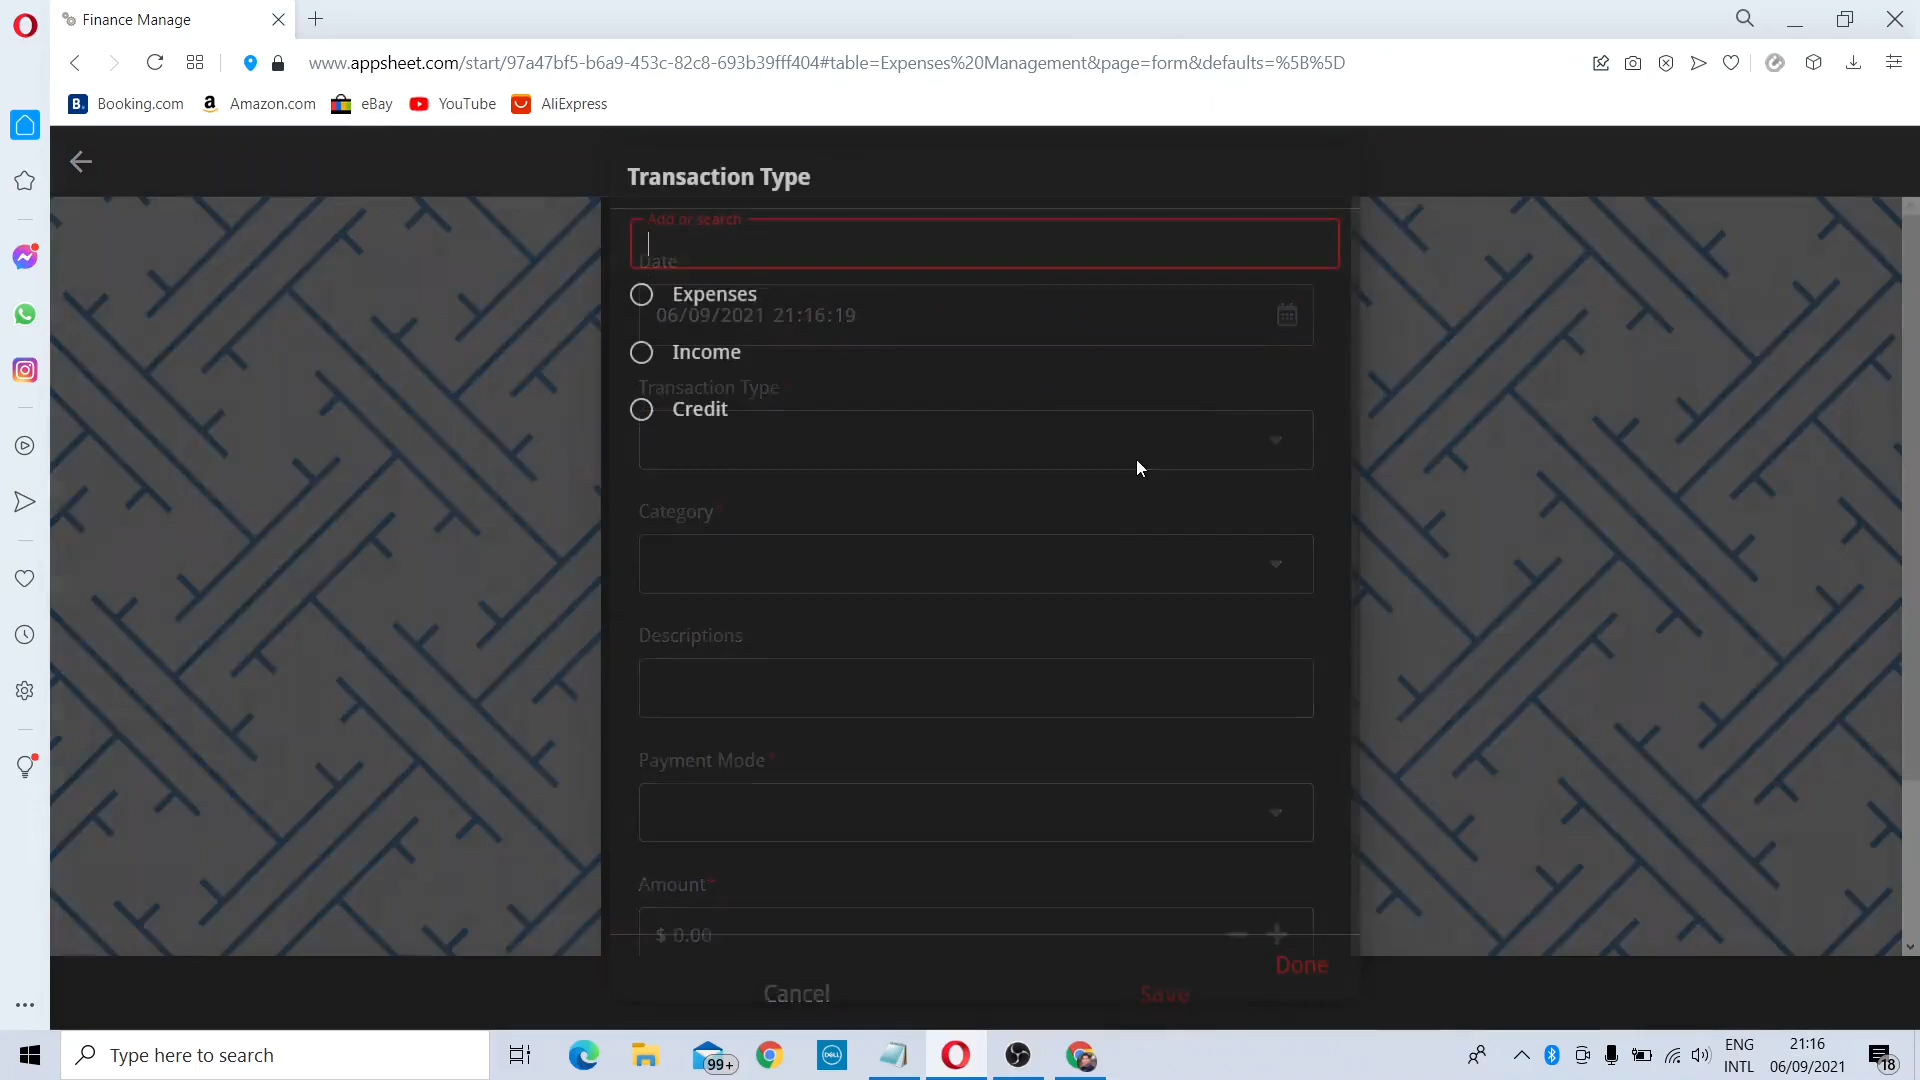 Finance Manage
www.appsheet.com/start/97a47bf5-b6a9-453c-82c8-693b39fff404#table=Expenses%20Management&page=form&defaults=%5B%5D
B. Booking.com
a Amazon.com
eBay
YouTube
AliExpress
Transaction Type
Add or search
Date
Expenses
06/09/2021 21:16:19
Income
Transaction Type
Credit
Category*
Descriptions
Payment Mode*
Amount*
$ 0.00
Done
Cancel
Save
Type here to search
99+
DELL
ENG
INTL
21:16
06/09/2021
18